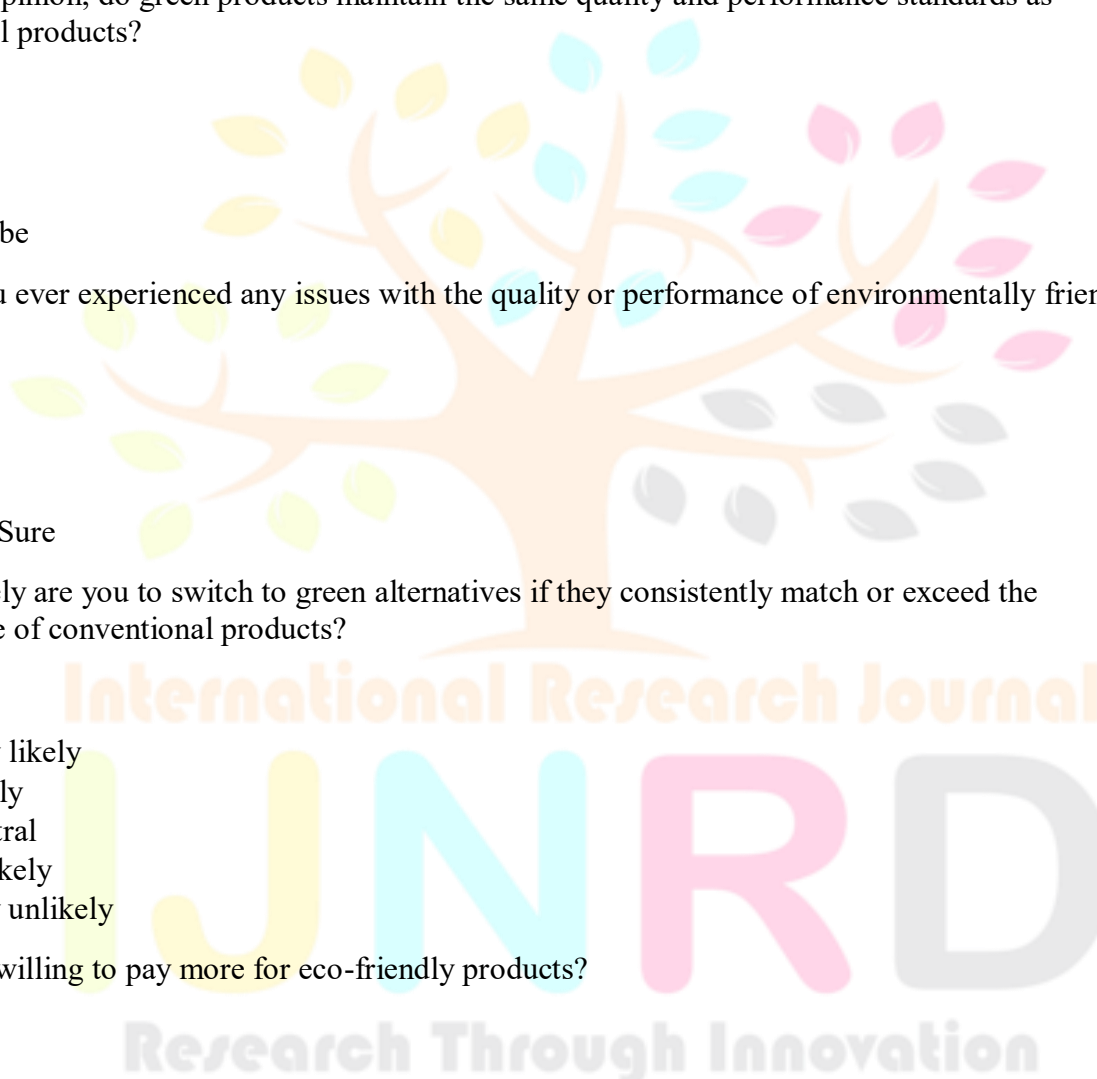 pinion, do green products maintain the same quality and performance standards as
l products?
be
u ever experienced any issues with the quality or performance of environmentally frien
Sure
ly are you to switch to green alternatives if they consistently match or exceed the
e of conventional products?
International Research Journal
likely
ly
tral
kely
unlikely
willing to pay more for eco-friendly products?
IJNRD
Research Through Innovation